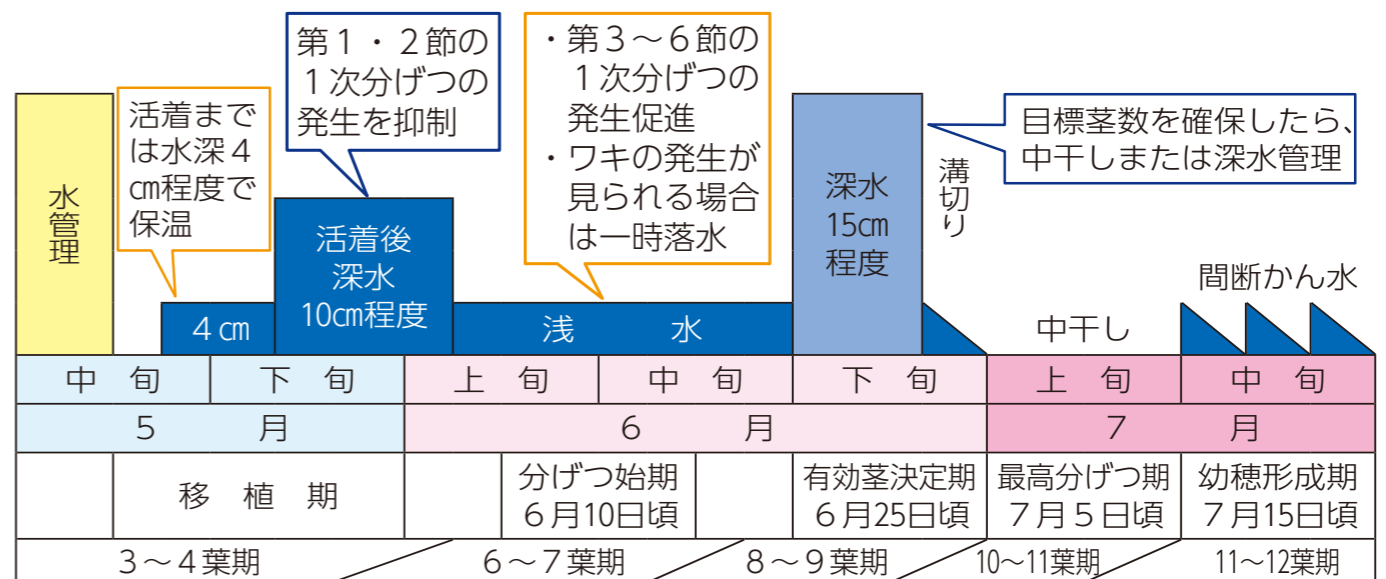 第1・2節の
1次分げつの
発生を抑制
・第3～6節の
1次分げつの
発生促進
・ワキの発生が
見られる場合
は一時落水
活着まで
は水深4
㎝程度で
保温
目標茎数を確保したら、
中干しまたは深水管理
水管理
4㎝
活着後
深水
10㎝程度
浅水
深水
15㎝
程度
溝切り
中干し
間断かん水
中旬 下旬 上旬 中旬 下旬 上旬 中旬
5月 6月 7月
移植期
分げつ始期
6月10日頃
有効茎決定期
6月25日頃
最高分げつ期
7月5日頃
幼穂形成期
7月15日頃
3～4葉期 6～7葉期 8～9葉期 10～11葉期 11～12葉期